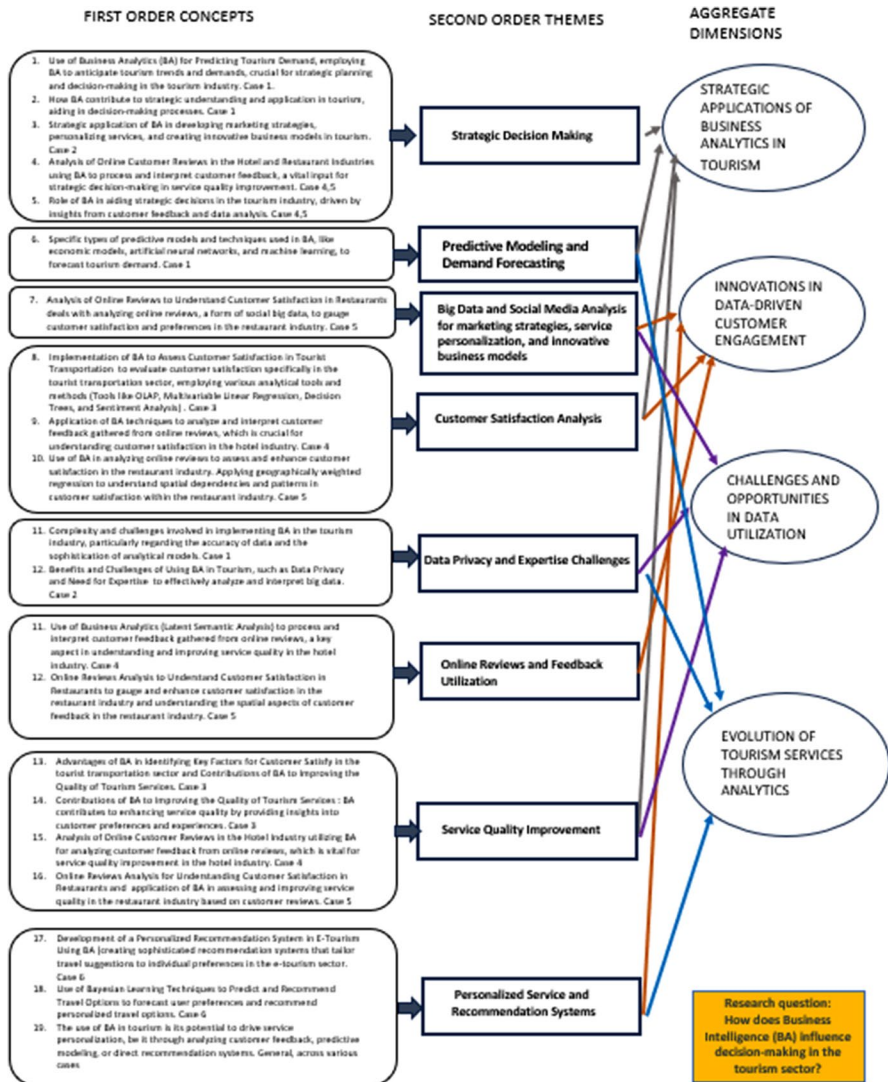 FIRST ORDER CONCEPTS
SECOND ORDER THEMES
AGGREGATE
DIMENSIONS
1. Use of Business Analytics (BA) for Predicting Tourism Demand, employing
BA to anticipate tourism trends and demands, crucial for strategic planning
and decision-making in the tourism industry. Case 1.
2. How BA contribute to strategic understanding and application in tourism,
aiding in decision-making processes. Case 1
3. Strategic application of BA in developing marketing strategies,
personalizing services, and creating innovative business models in tourism.
Case 2
4. Analysis of Online Customer Reviews in the Hotel and Restaurant Industries
using BA to process and interpret customer feedback, a vital input for
strategic decision-making in service quality improvement. Case 4,5
5. Role of BA in aiding strategic decisions in the tourism industry, driven by
insights from customer feedback and data analysis. Case 4,5
6. Specific types of predictive models and techniques used in BA, like
economic models, artificial neural networks, and machine learning, to
forecast tourism demand. Case 1
7. Analysis of Online Reviews to Understand Customer Satisfaction in Restaurants
deals with analyzing online reviews, a form of social big data, to gauge
customer satisfaction and preferences in the restaurant industry. Case 5
8. Implementation of BA to Assess Customer Satisfaction in Tourist
Transportation to evaluate customer satisfaction specifically in the
tourist transportation sector, employing various analytical tools and
methods (Tools like OLAP, Multivariable Linear Regression, Decision
Trees, and Sentiment Analysis) . Case 3
9. Application of BA techniques to analyze and interpret customer
feedback gathered from online reviews, which is crucial for
understanding customer satisfaction in the hotel industry. Case 4
10. Use of BA in analyzing online reviews to assess and enhance customer
satisfaction in the restaurant industry. Applying geographically weighted
regression to understand spatial dependencies and patterns in
customer satisfaction within the restaurant industry. Case 5
11. Complexity and challenges involved in implementing BA in the tourism
industry, particularly regarding the accuracy of data and the
sophistication of analytical models. Case 1
12. Benefits and Challenges of Using BA in Tourism, such as Data Privacy
and Need for Expertise to effectively analyze and interpret big data.
Case 2
11. Use of Business Analytics (Latent Semantic Analysis) to process and
interpret customer feedback gathered from online reviews, a key
aspect in understanding and improving service quality in the hotel
industry. Case 4
12. Online Reviews Analysis to Understand Customer Satisfaction in
Restaurants to gauge and enhance customer satisfaction in the
restaurant industry and understanding the spatial aspects of customer
feedback in the restaurant industry. Case 5
13. Advantages of BA in Identifying Key Factors for Customer Satisfy in the
tourist transportation sector and Contributions of BA to Improving the
Quality of Tourism Services. Case 3
14. Contributions of BA to Improving the Quality of Tourism Services : BA
contributes to enhancing service quality by providing insights into
customer preferences and experiences. Case 3
15. Analysis of Online Customer Reviews in the Hotel Industry utilizing BA
for analyzing customer feedback from online reviews, which is vital for
service quality improvement in the hotel industry. Case 4
16. Online Reviews Analysis for Understanding Customer Satisfaction in
Restaurants and application of BA in assessing and improving service
quality in the restaurant industry based on customer reviews. Case 5
17. Development of a Personalized Recommendation System in E-Tourism
Using BA (creating sophisticated recommendation systems that tailor
travel suggestions to individual preferences in the e-tourism sector.
Case 6
18. Use of Bayesian Learning Techniques to Predict and Recommend
Travel Options to forecast user preferences and recommend
personalized travel options. Case 6
19. The use of BA in tourism is its potential to drive service
personalization, be it through analyzing customer feedback, predictive
modeling, or direct recommendation systems. General, across various
cases
Strategic Decision Making
Predictive Modeling and
Demand Forecasting
Big Data and Social Media Analysis
for marketing strategies, service
personalization, and innovative
business models
Customer Satisfaction Analysis
Data Privacy and Expertise Challenges
Online Reviews and Feedback
Utilization
Service Quality Improvement
Personalized Service and
Recommendation Systems
STRATEGIC
APPLICATIONS OF
BUSINESS
ANALYTICS IN
TOURISM
INNOVATIONS IN
DATA-DRIVEN
CUSTOMER
ENGAGEMENT
CHALLENGES AND
OPPORTUNITIES
IN DATA
UTILIZATION
EVOLUTION OF
TOURISM SERVICES
THROUGH
ANALYTICS
Research question:
How does Business
Intelligence (BA) influence
decision-making in the
tourism sector?